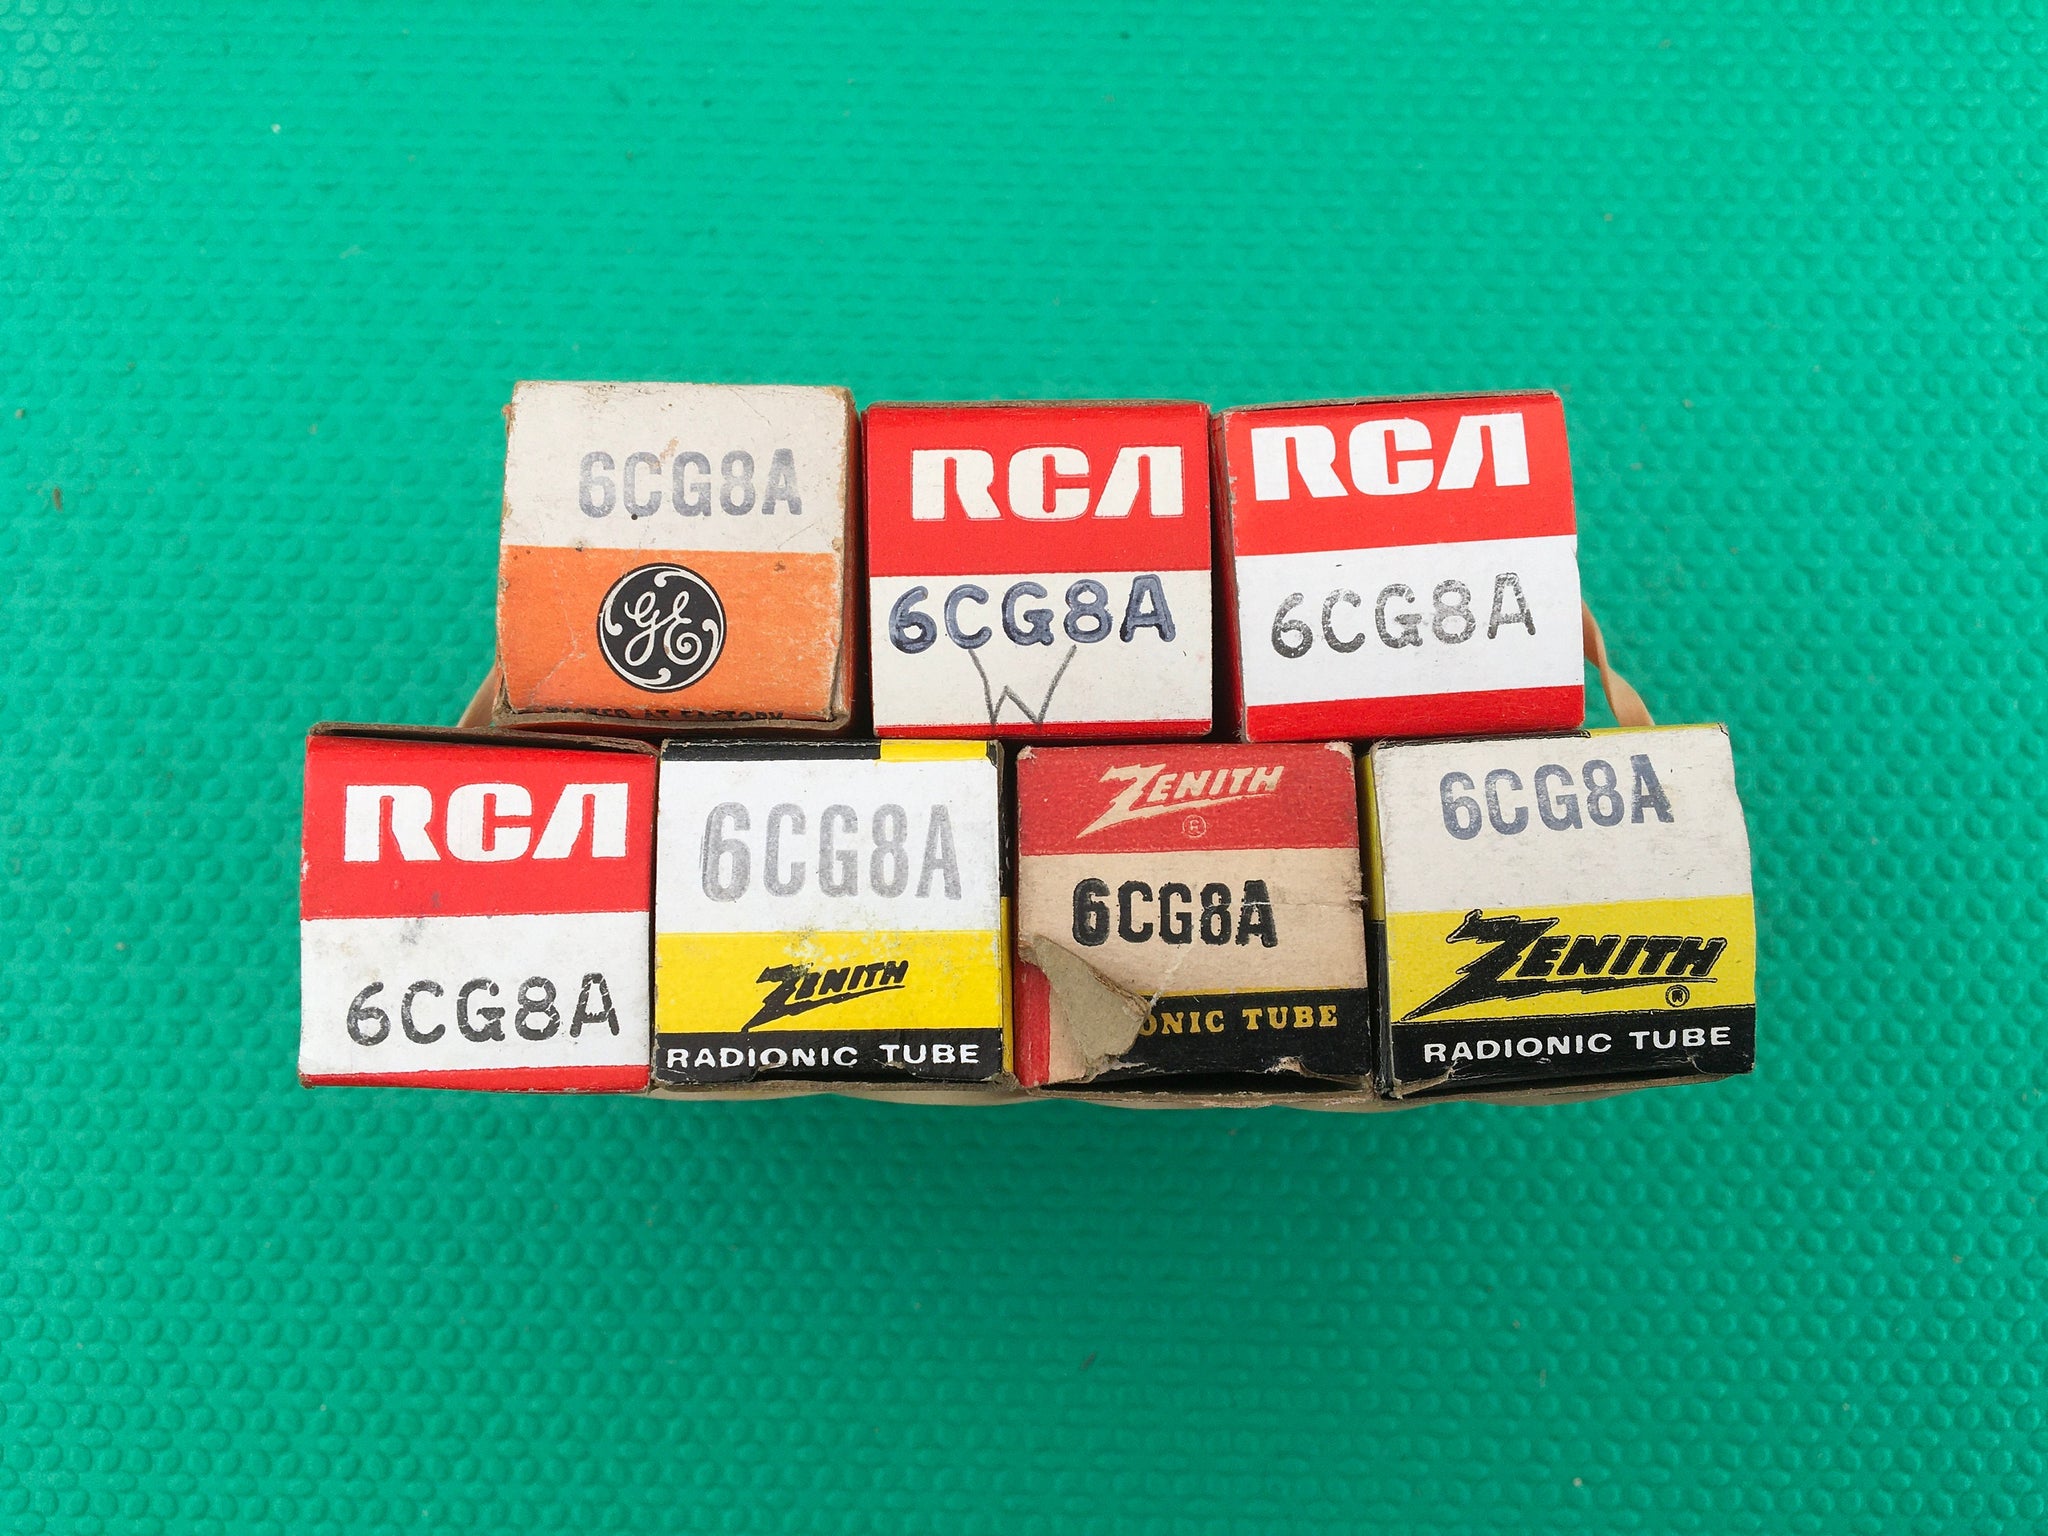 6CG8A
GE
RCA
6CG8A
W
RCA
6CG8A
RCA
6CG8A
6CG8A
ZENITH
RADIONIC TUBE
ZENITH
®
6CG8A
ONIC TUBE
6CG8A
ZENITH
®
RADIONIC TUBE